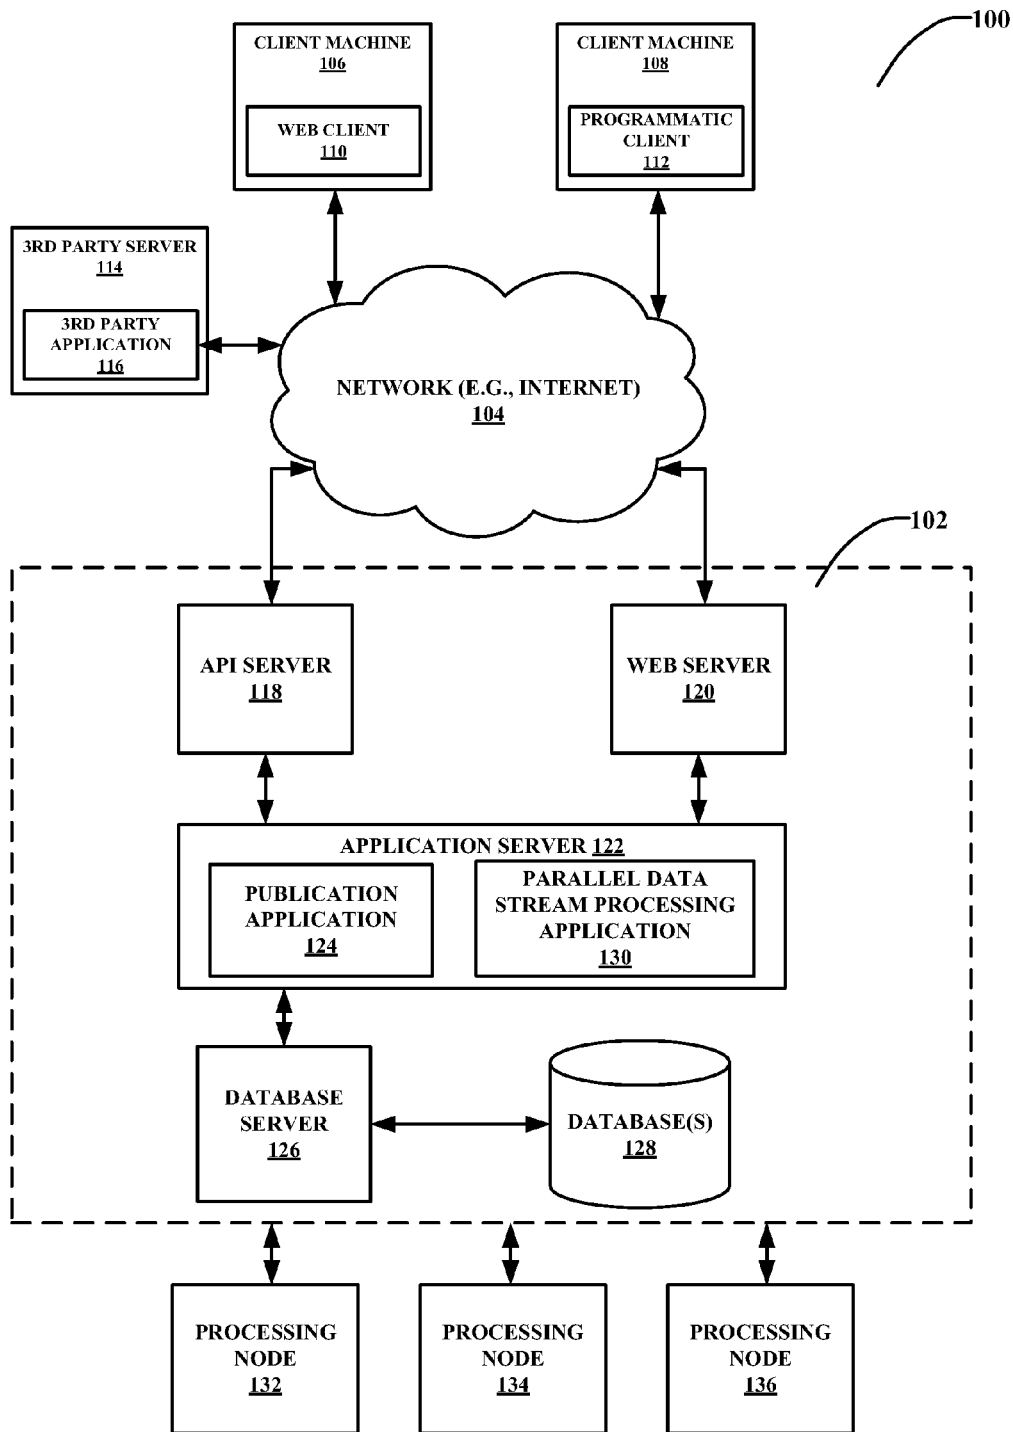 100
CLIENT MACHINE
106
WEB CLIENT
110
CLIENT MACHINE
108
PROGRAMMATIC
CLIENT
112
3RD PARTY SERVER
114
3RD PARTY
APPLICATION
116
NETWORK (E.G., INTERNET)
104
102
API SERVER
118
WEB SERVER
120
APPLICATION SERVER 122
PUBLICATION
APPLICATION
124
PARALLEL DATA
STREAM PROCESSING
APPLICATION
130
DATABASE
SERVER
126
DATABASE(S)
128
PROCESSING
NODE
132
PROCESSING
NODE
134
PROCESSING
NODE
136